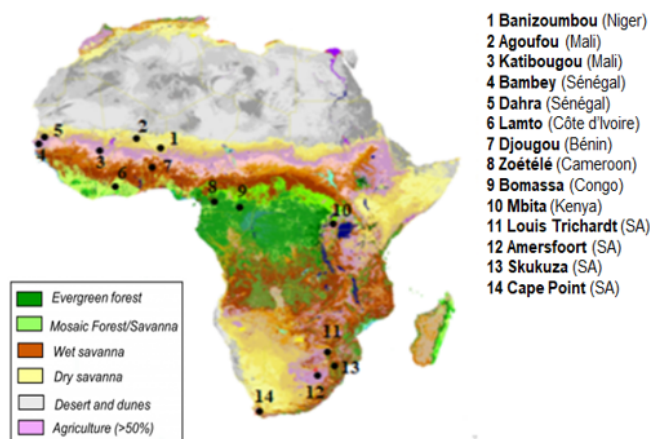 1 Banizoumbou (Niger)
2 Agoufou (Mali)
3 Katibougou (Mali)
4 Bambey (Sénégal)
5 Dahra (Sénégal)
6 Lamto (Côte d'Ivoire)
7 Djougou (Bénin)
8 Zoétélé (Cameroon)
9 Bomassa (Congo)
10 Mbita (Kenya)
11 Louis Trichardt (SA)
12 Amersfoort (SA)
13 Skukuza (SA)
14 Cape Point (SA)
5
2
1
4
3
7
6
8
9
10
11
13
12
14
Evergreen forest
Mosaic Forest/Savanna
Wet savanna
Dry savanna
Desert and dunes
Agriculture (>50%)